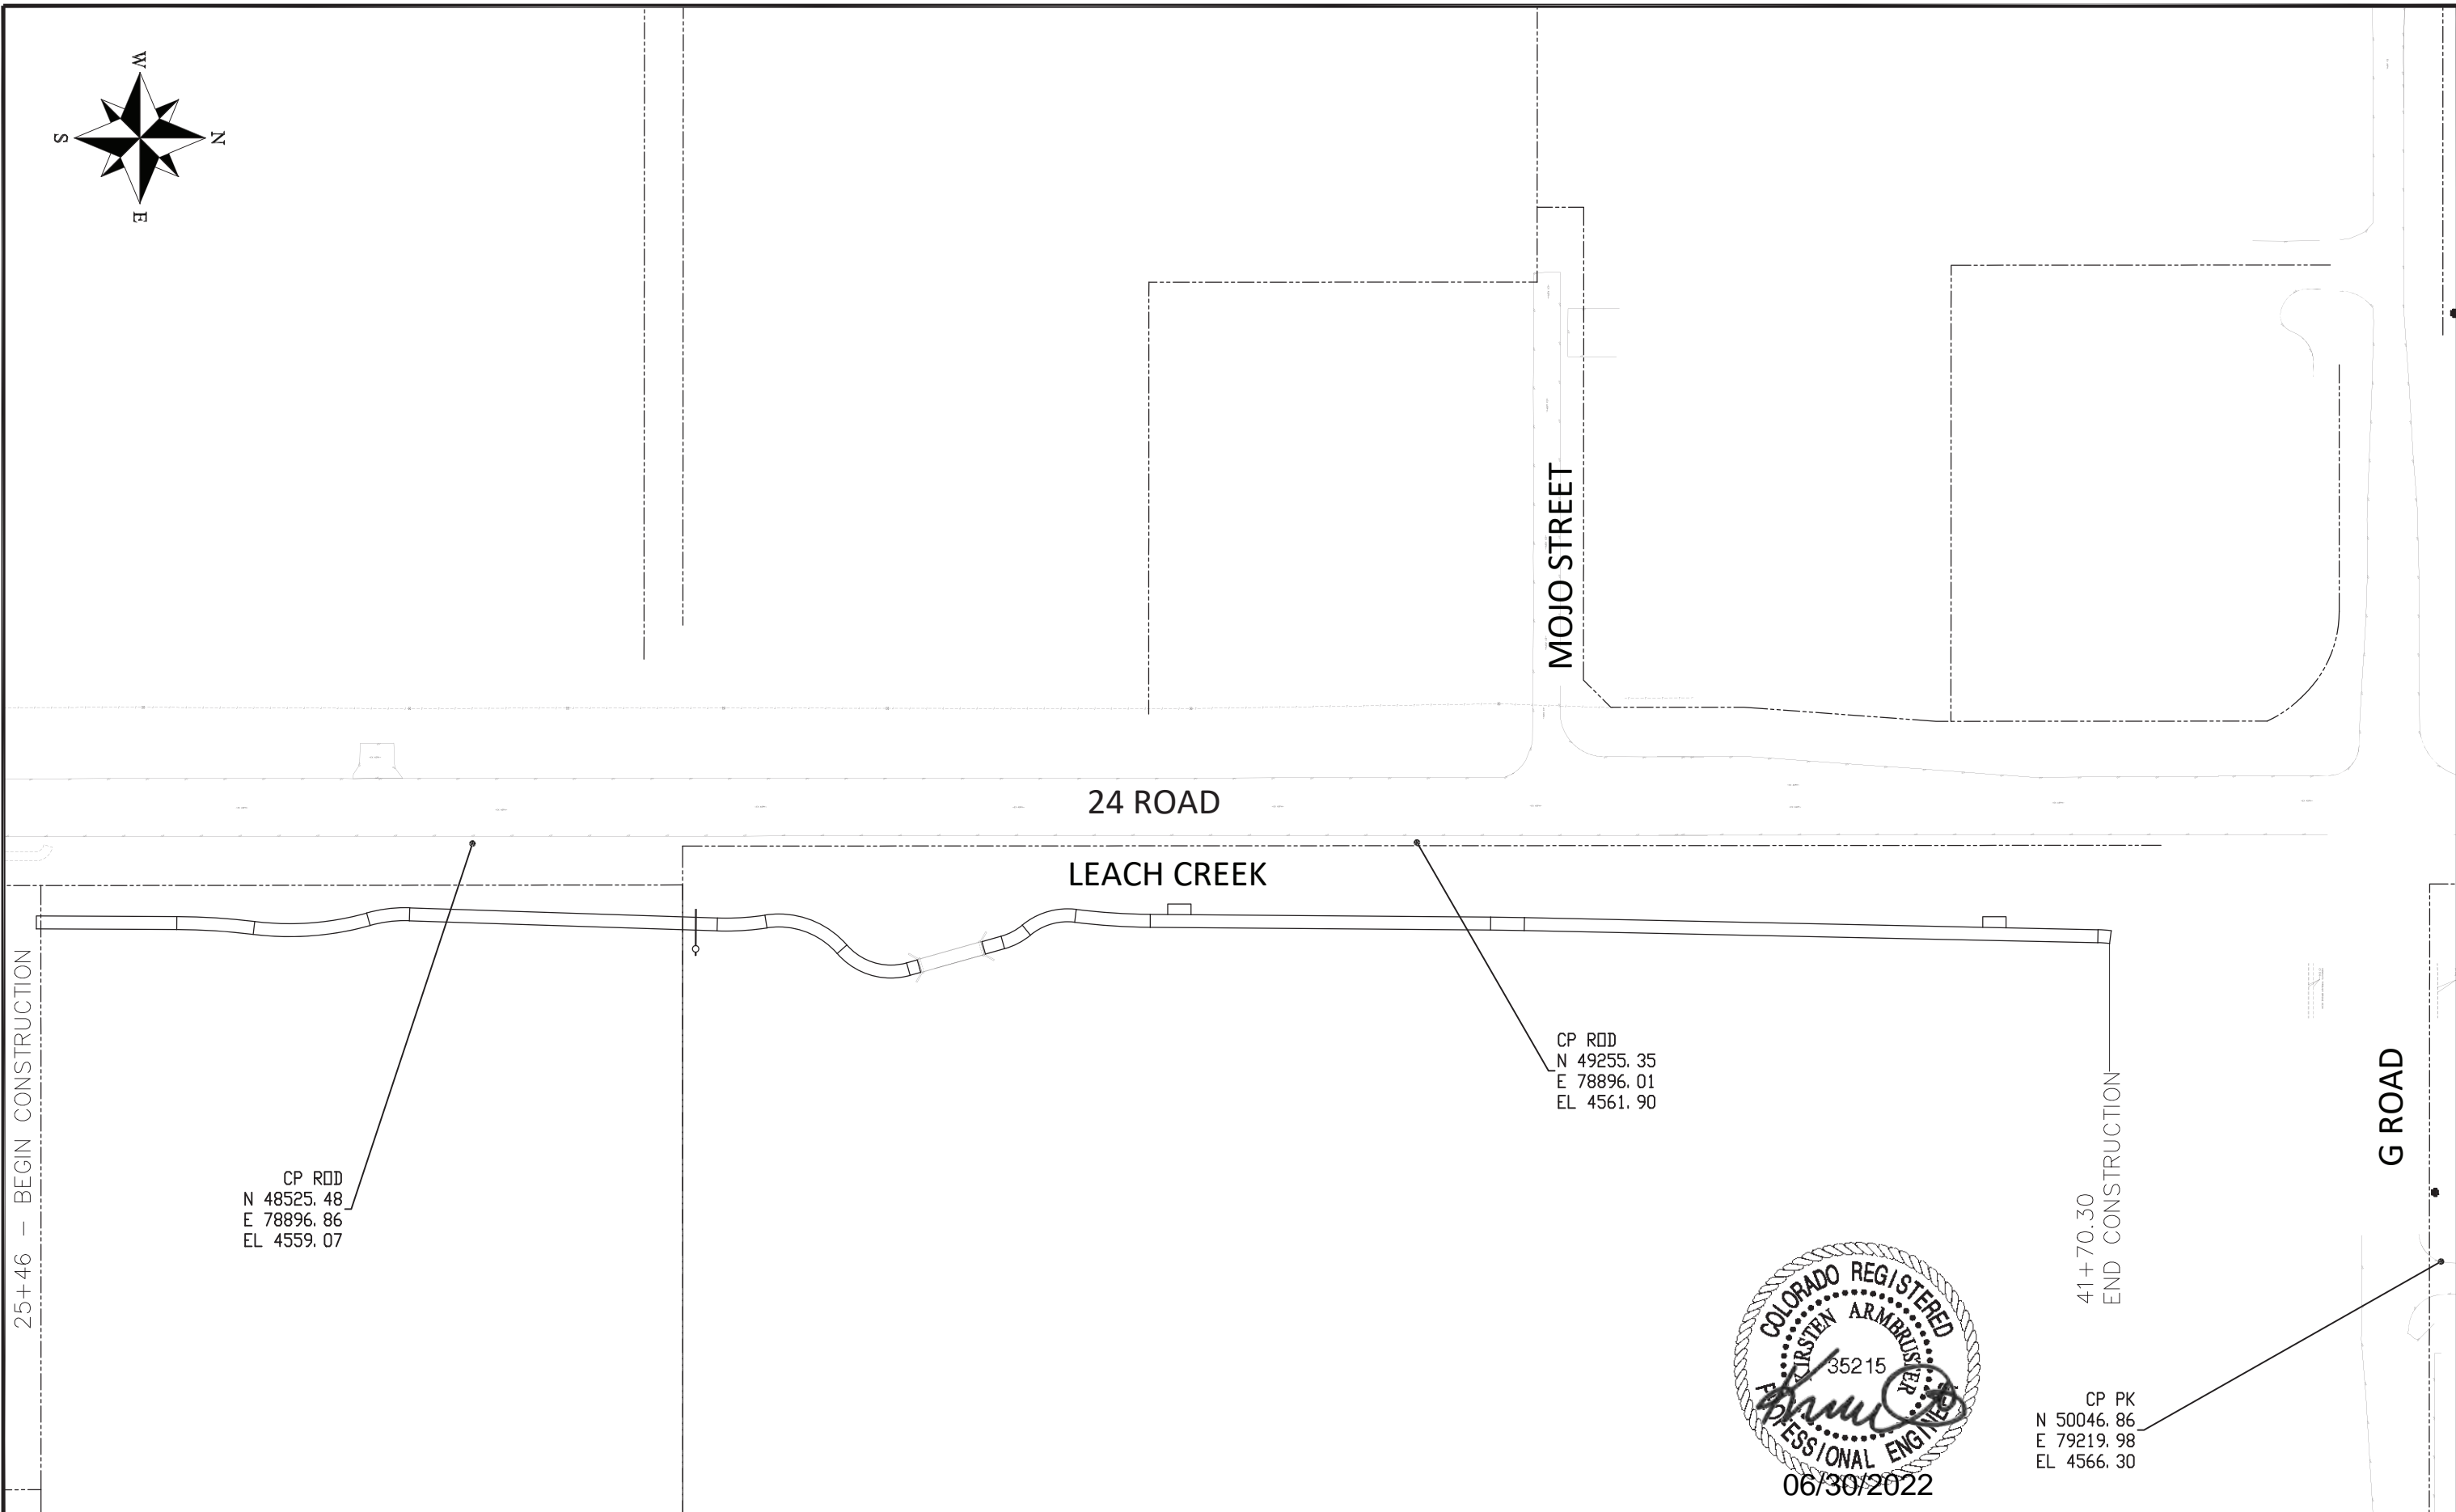 W
N
S
E
MOJO STREET
24 ROAD
LEACH CREEK
25+46 - BEGIN CONSTRUCTION
CP ROD
N 48525.48
E 78896.86
EL 4559.07
CP ROD
N 49255.35
E 78896.01
EL 4561.90
41+70.30
END CONSTRUCTION
G ROAD
COLORADO REGISTERED
KIRSTEN ARMBRUSTER
35215
PROFESSIONAL ENGINEER
06/30/2022
CP PK
N 50046.86
E 79219.98
EL 4566.30